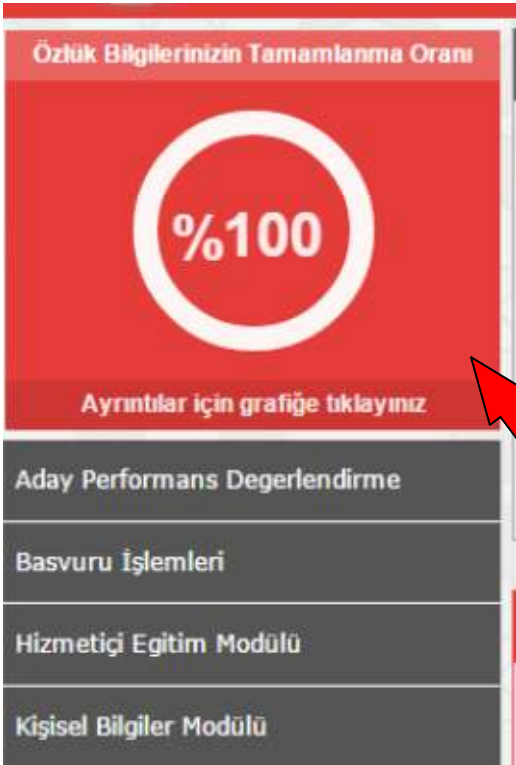 Özlük Bilgilerinizin Tamamlanma Oranı
%100
Ayrıntılar için grafiğe tıklayınız
Aday Performans Degerlendirme
Basvuru İşlemleri
Hizmetiçi Egitim Modülü
Kişisel Bilgiler Modülü